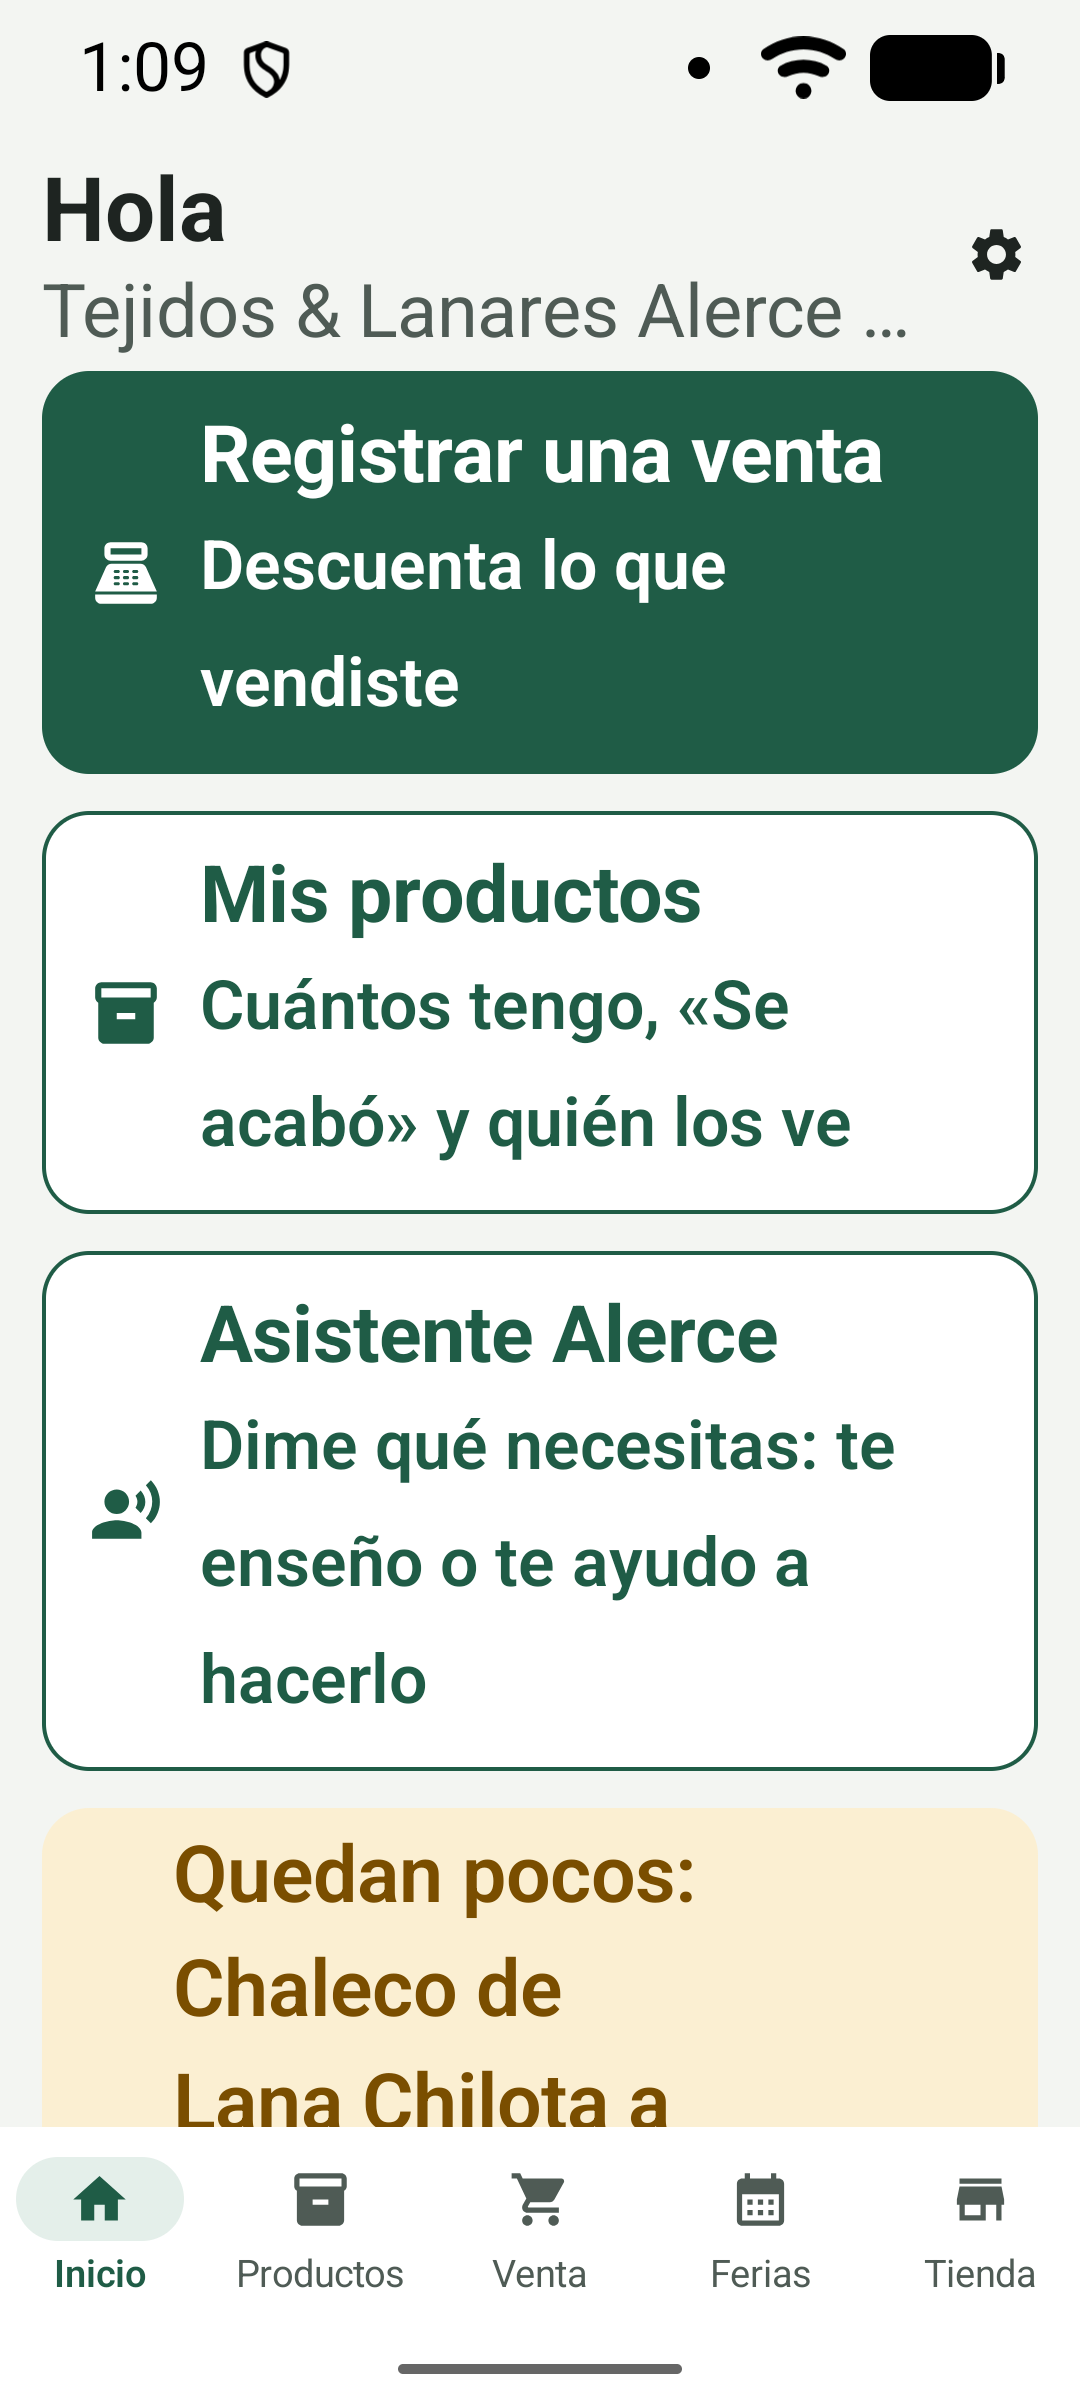 1:09
Hola
Tejidos & Lanares Alerce ...
Registrar una venta
Descuenta lo que
vendiste
Mis productos
Cuántos tengo, «Se
acabó» y quién los ve
Asistente Alerce
Dime qué necesitas: te
enseño o te ayudo a
hacerlo
Quedan pocos:
Chaleco de
Lana Chilota a
Inicio
Productos
Venta
Ferias
Tienda